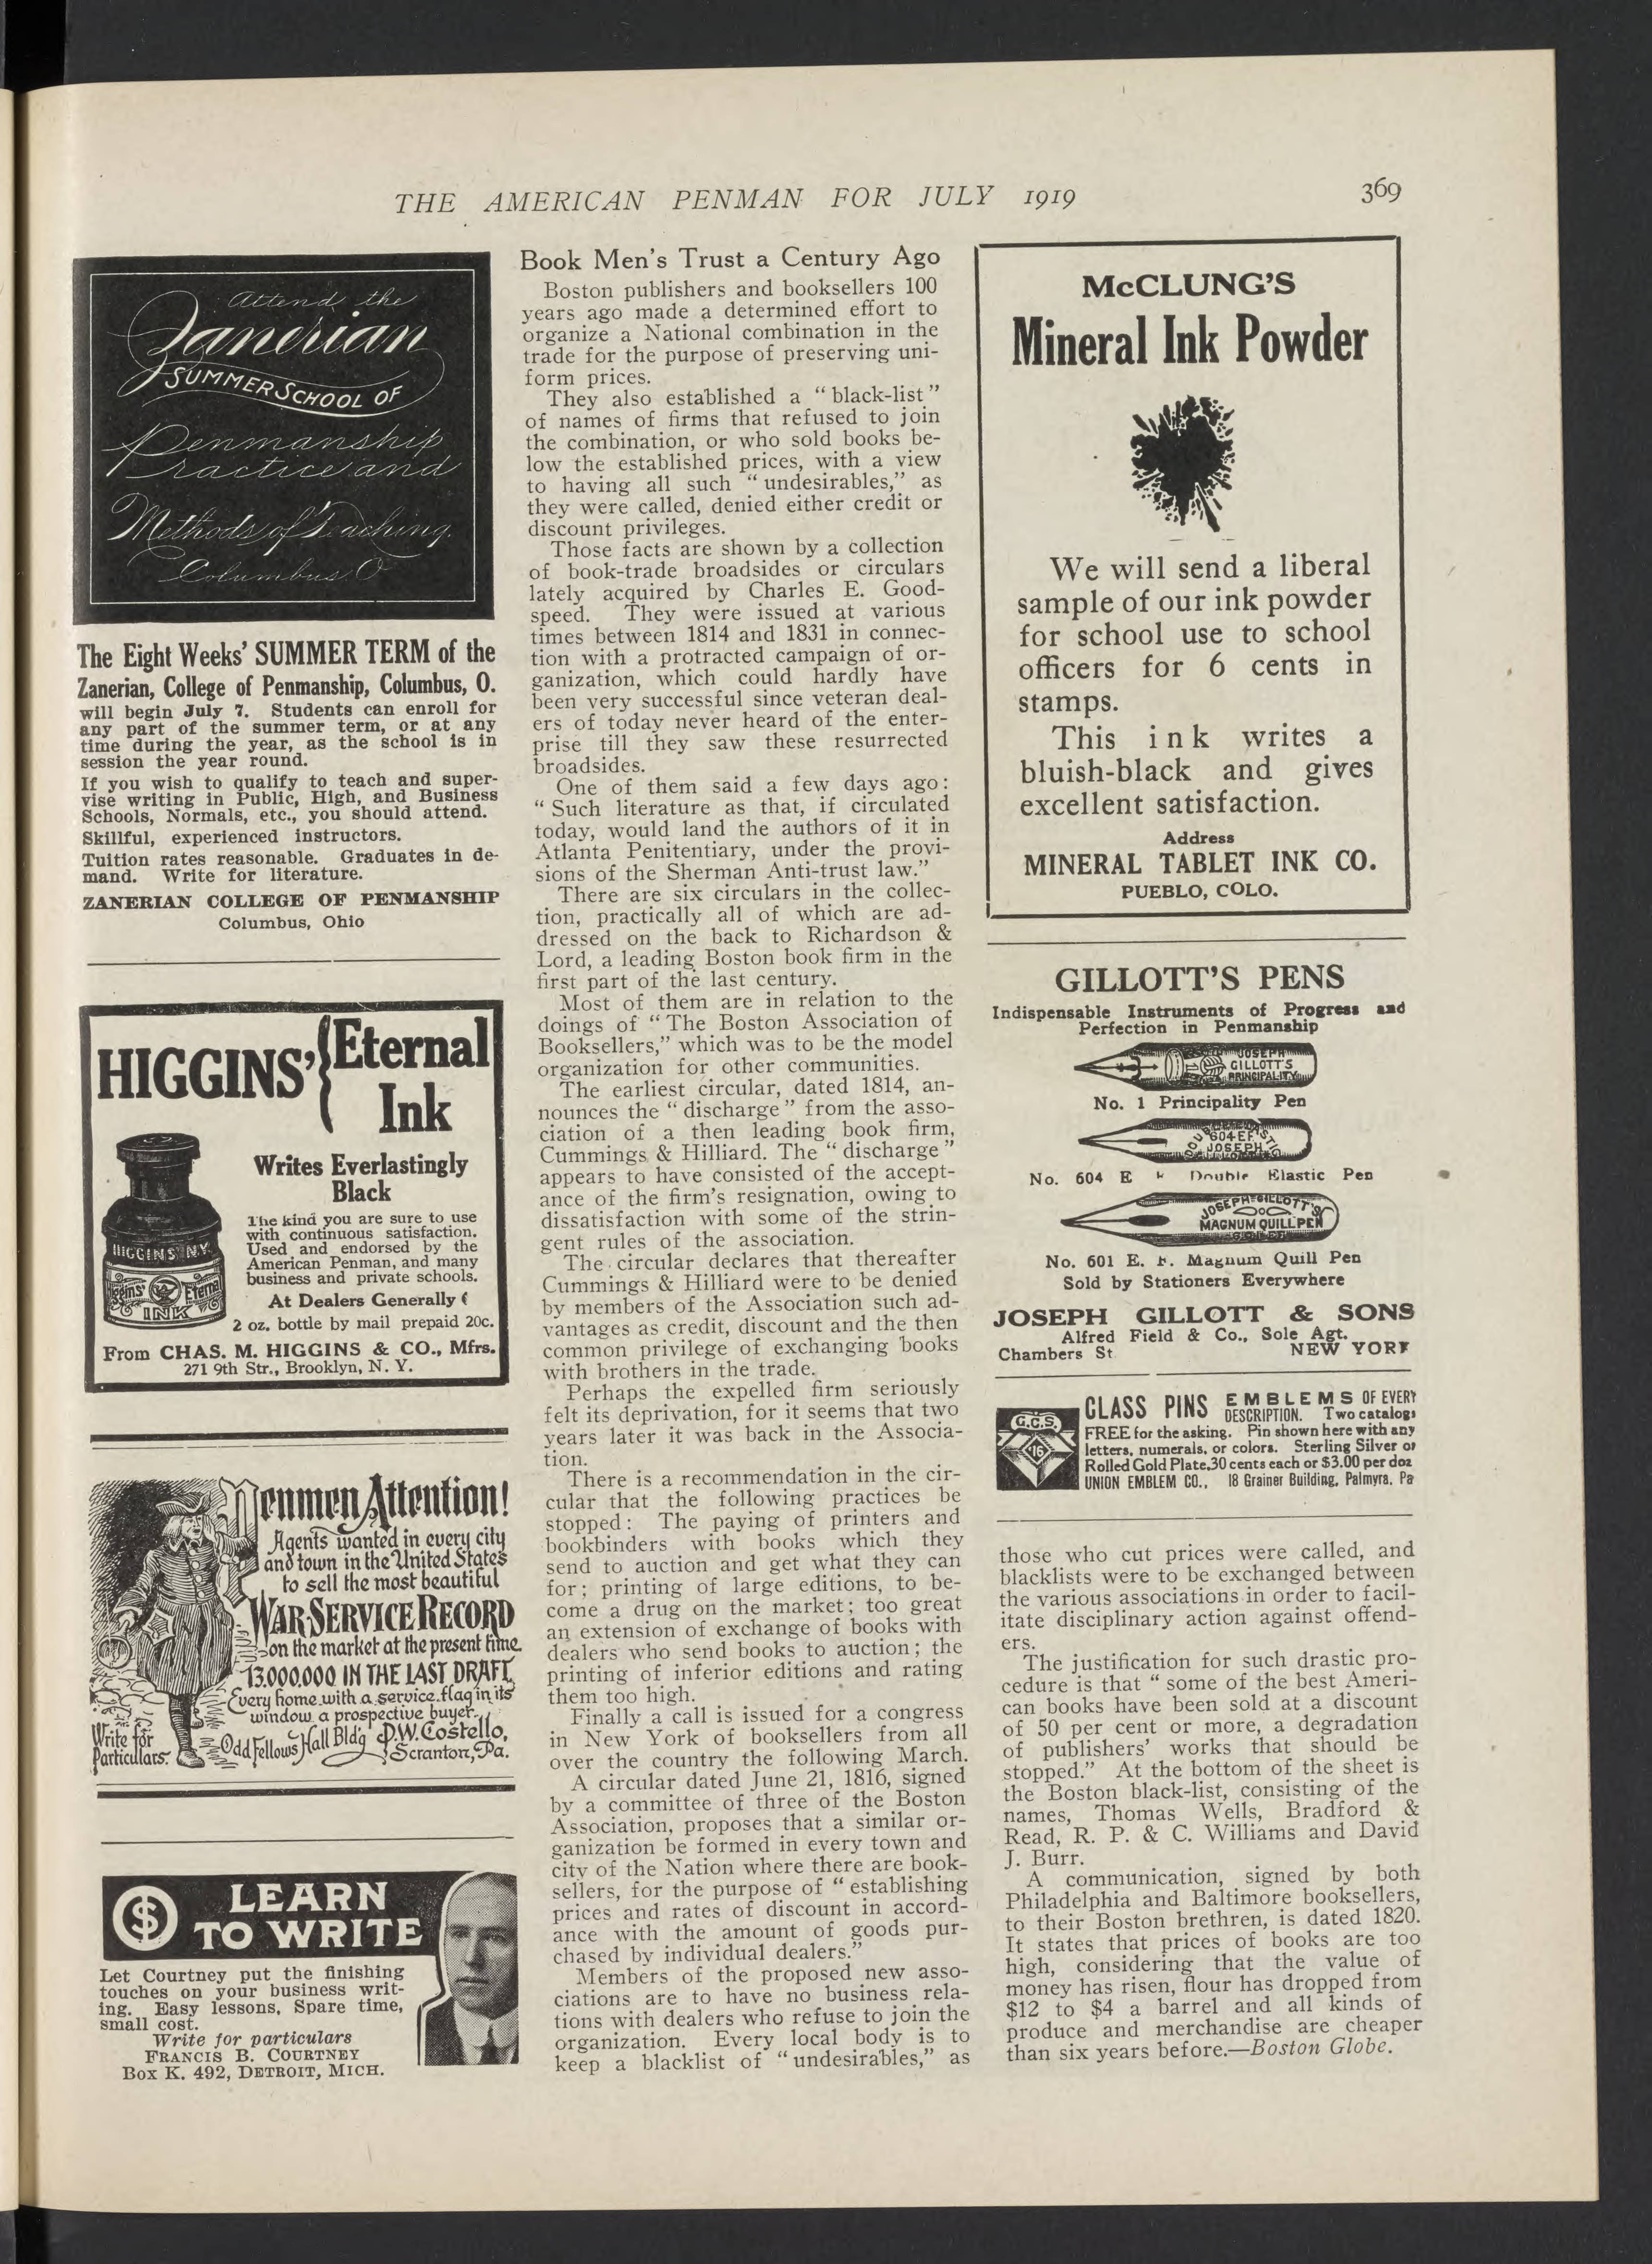 THE AMERICAN PENMAN FOR JULY 1919
369
Attend the
Zanerian
SUMMER SCHOOL OF
Penmanship
Practice and
Methods of Teaching.
Columbus O
The Eight Weeks' SUMMER TERM of the
Zanerian, College of Penmanship, Columbus, O.
will begin July 7. Students can enroll for
any part of the summer term, or at any
time during the year, as the school is in
session the year round.
If you wish to qualify to teach and super-
vise writing in Public, High, and Business
Schools, Normals, etc., you should attend.
Skillful, experienced instructors.
Tuition rates reasonable. Graduates in de-
mand. Write for literature.
ZANERIAN COLLEGE OF PENMANSHIP
Columbus, Ohio
HIGGINS' { Eternal
Ink
Writes Everlastingly
Black
The kind you are sure to use
with continuous satisfaction.
Used and endorsed by the
American Penman, and many
business and private schools.
At Dealers Generally
2 oz. bottle by mail prepaid 20c.
From CHAS. M. HIGGINS & CO., Mfrs.
271 9th Str., Brooklyn, N. Y.
HIGGINS N.Y.
Higgins' Eternal
INK
Penmen Attention!
Agents wanted in every city
and town in the United States
to sell the most beautiful
WAR SERVICE RECORD
on the market at the present time.
13.000.000 IN THE LAST DRAFT.
Every home with a service flag in its
window a prospective buyer.
Write for
Particulars.
P.W. Costello,
Odd Fellows Hall Bldg
Scranton, Pa.
$
LEARN
TO WRITE
Let Courtney put the finishing
touches on your business writ-
ing. Easy lessons, Spare time,
small cost.
Write for particulars
FRANCIS B. COURTNEY
BOX K. 492, DETROIT, MICH.
Book Men's Trust a Century Ago
Boston publishers and booksellers 100
years ago made a determined effort to
organize a National combination in the
trade for the purpose of preserving uni-
form prices.
They also established a "black-list"
of names of firms that refused to join
the combination, or who sold books be-
low the established prices, with a view
to having all such "undesirables," as
they were called, denied either credit or
discount privileges.
Those facts are shown by a collection
of book-trade broadsides or circulars
lately acquired by Charles E. Good-
speed. They were issued at various
times between 1814 and 1831 in connec-
tion with a protracted campaign of or-
ganization, which could hardly have
been very successful since veteran deal-
ers of today never heard of the enter-
prise till they saw these resurrected
broadsides.
One of them said a few days ago:
"Such literature as that, if circulated
today, would land the authors of it in
Atlanta Penitentiary, under the provi-
sions of the Sherman Anti-trust law."
There are six circulars in the collec-
tion, practically all of which are ad-
dressed on the back to Richardson &
Lord, a leading Boston book firm in the
first part of the last century.
Most of them are in relation to the
doings of "The Boston Association of
Booksellers," which was to be the model
organization for other communities.
The earliest circular, dated 1814, an-
nounces the "discharge" from the asso-
ciation of a then leading book firm,
Cummings & Hilliard. The "discharge"
appears to have consisted of the accept-
ance of the firm's resignation, owing to
dissatisfaction with some of the strin-
gent rules of the association.
The circular declares that thereafter
Cummings & Hilliard were to be denied
by members of the Association such ad-
vantages as credit, discount and the then
common privilege of exchanging books
with brothers in the trade.
Perhaps the expelled firm seriously
felt its deprivation, for it seems that two
years later it was back in the Associa-
tion.
There is a recommendation in the cir-
cular that the following practices be
stopped: The paying of printers and
bookbinders with books which they
send to auction and get what they can
for; printing of large editions, to be-
come a drug on the market; too great
an extension of exchange of books with
dealers who send books to auction; the
printing of inferior editions and rating
them too high.
Finally a call is issued for a congress
in New York of booksellers from all
over the country the following March.
A circular dated June 21, 1816, signed
by a committee of three of the Boston
Association, proposes that a similar or-
ganization be formed in every town and
city of the Nation where there are book-
sellers, for the purpose of "establishing
prices and rates of discount in accord-
ance with the amount of goods pur-
chased by individual dealers."
Members of the proposed new asso-
ciations are to have no business rela-
tions with dealers who refuse to join the
organization. Every local body is to
keep a blacklist of "undesirables," as
McCLUNG'S
Mineral Ink Powder
We will send a liberal
sample of our ink powder
for school use to school
officers for 6 cents in
stamps.
This ink writes a
bluish-black and gives
excellent satisfaction.
Address
MINERAL TABLET INK CO.
PUEBLO, COLO.
GILLOTT'S PENS
Indispensable Instruments of Progress and
Perfection in Penmanship
JOSEPH
GILLOTT'S
PRINCIPALITY
No. 1 Principality Pen
604 EF
JOSEPH
No. 604 E Double Elastic Pen
JOSEPH GILLOTT'S
MAGNUM QUILL PEN
No. 601 E. F. Magnum Quill Pen
Sold by Stationers Everywhere
JOSEPH GILLOTT & SONS
Alfred Field & Co., Sole Agt.
Chambers St NEW YORK
G.C.S.
'16
CLASS PINS EMBLEMS OF EVERY
DESCRIPTION. Two catalogs
FREE for the asking. Pin shown here with any
letters, numerals, or colors. Sterling Silver or
Rolled Gold Plate, 30 cents each or $3.00 per doz
UNION EMBLEM CO., 18 Grainer Building, Palmyra, Pa
those who cut prices were called, and
blacklists were to be exchanged between
the various associations in order to facil-
itate disciplinary action against offend-
ers.
The justification for such drastic pro-
cedure is that "some of the best Ameri-
can books have been sold at a discount
of 50 per cent or more, a degradation
of publishers' works that should be
stopped." At the bottom of the sheet is
the Boston black-list, consisting of the
names, Thomas Wells, Bradford &
Read, R. P. & C. Williams and David
J. Burr.
A communication, signed by both
Philadelphia and Baltimore booksellers,
to their Boston brethren, is dated 1820.
It states that prices of books are too
high, considering that the value of
money has risen, flour has dropped from
$12 to $4 a barrel and all kinds of
produce and merchandise are cheaper
than six years before.—Boston Globe.